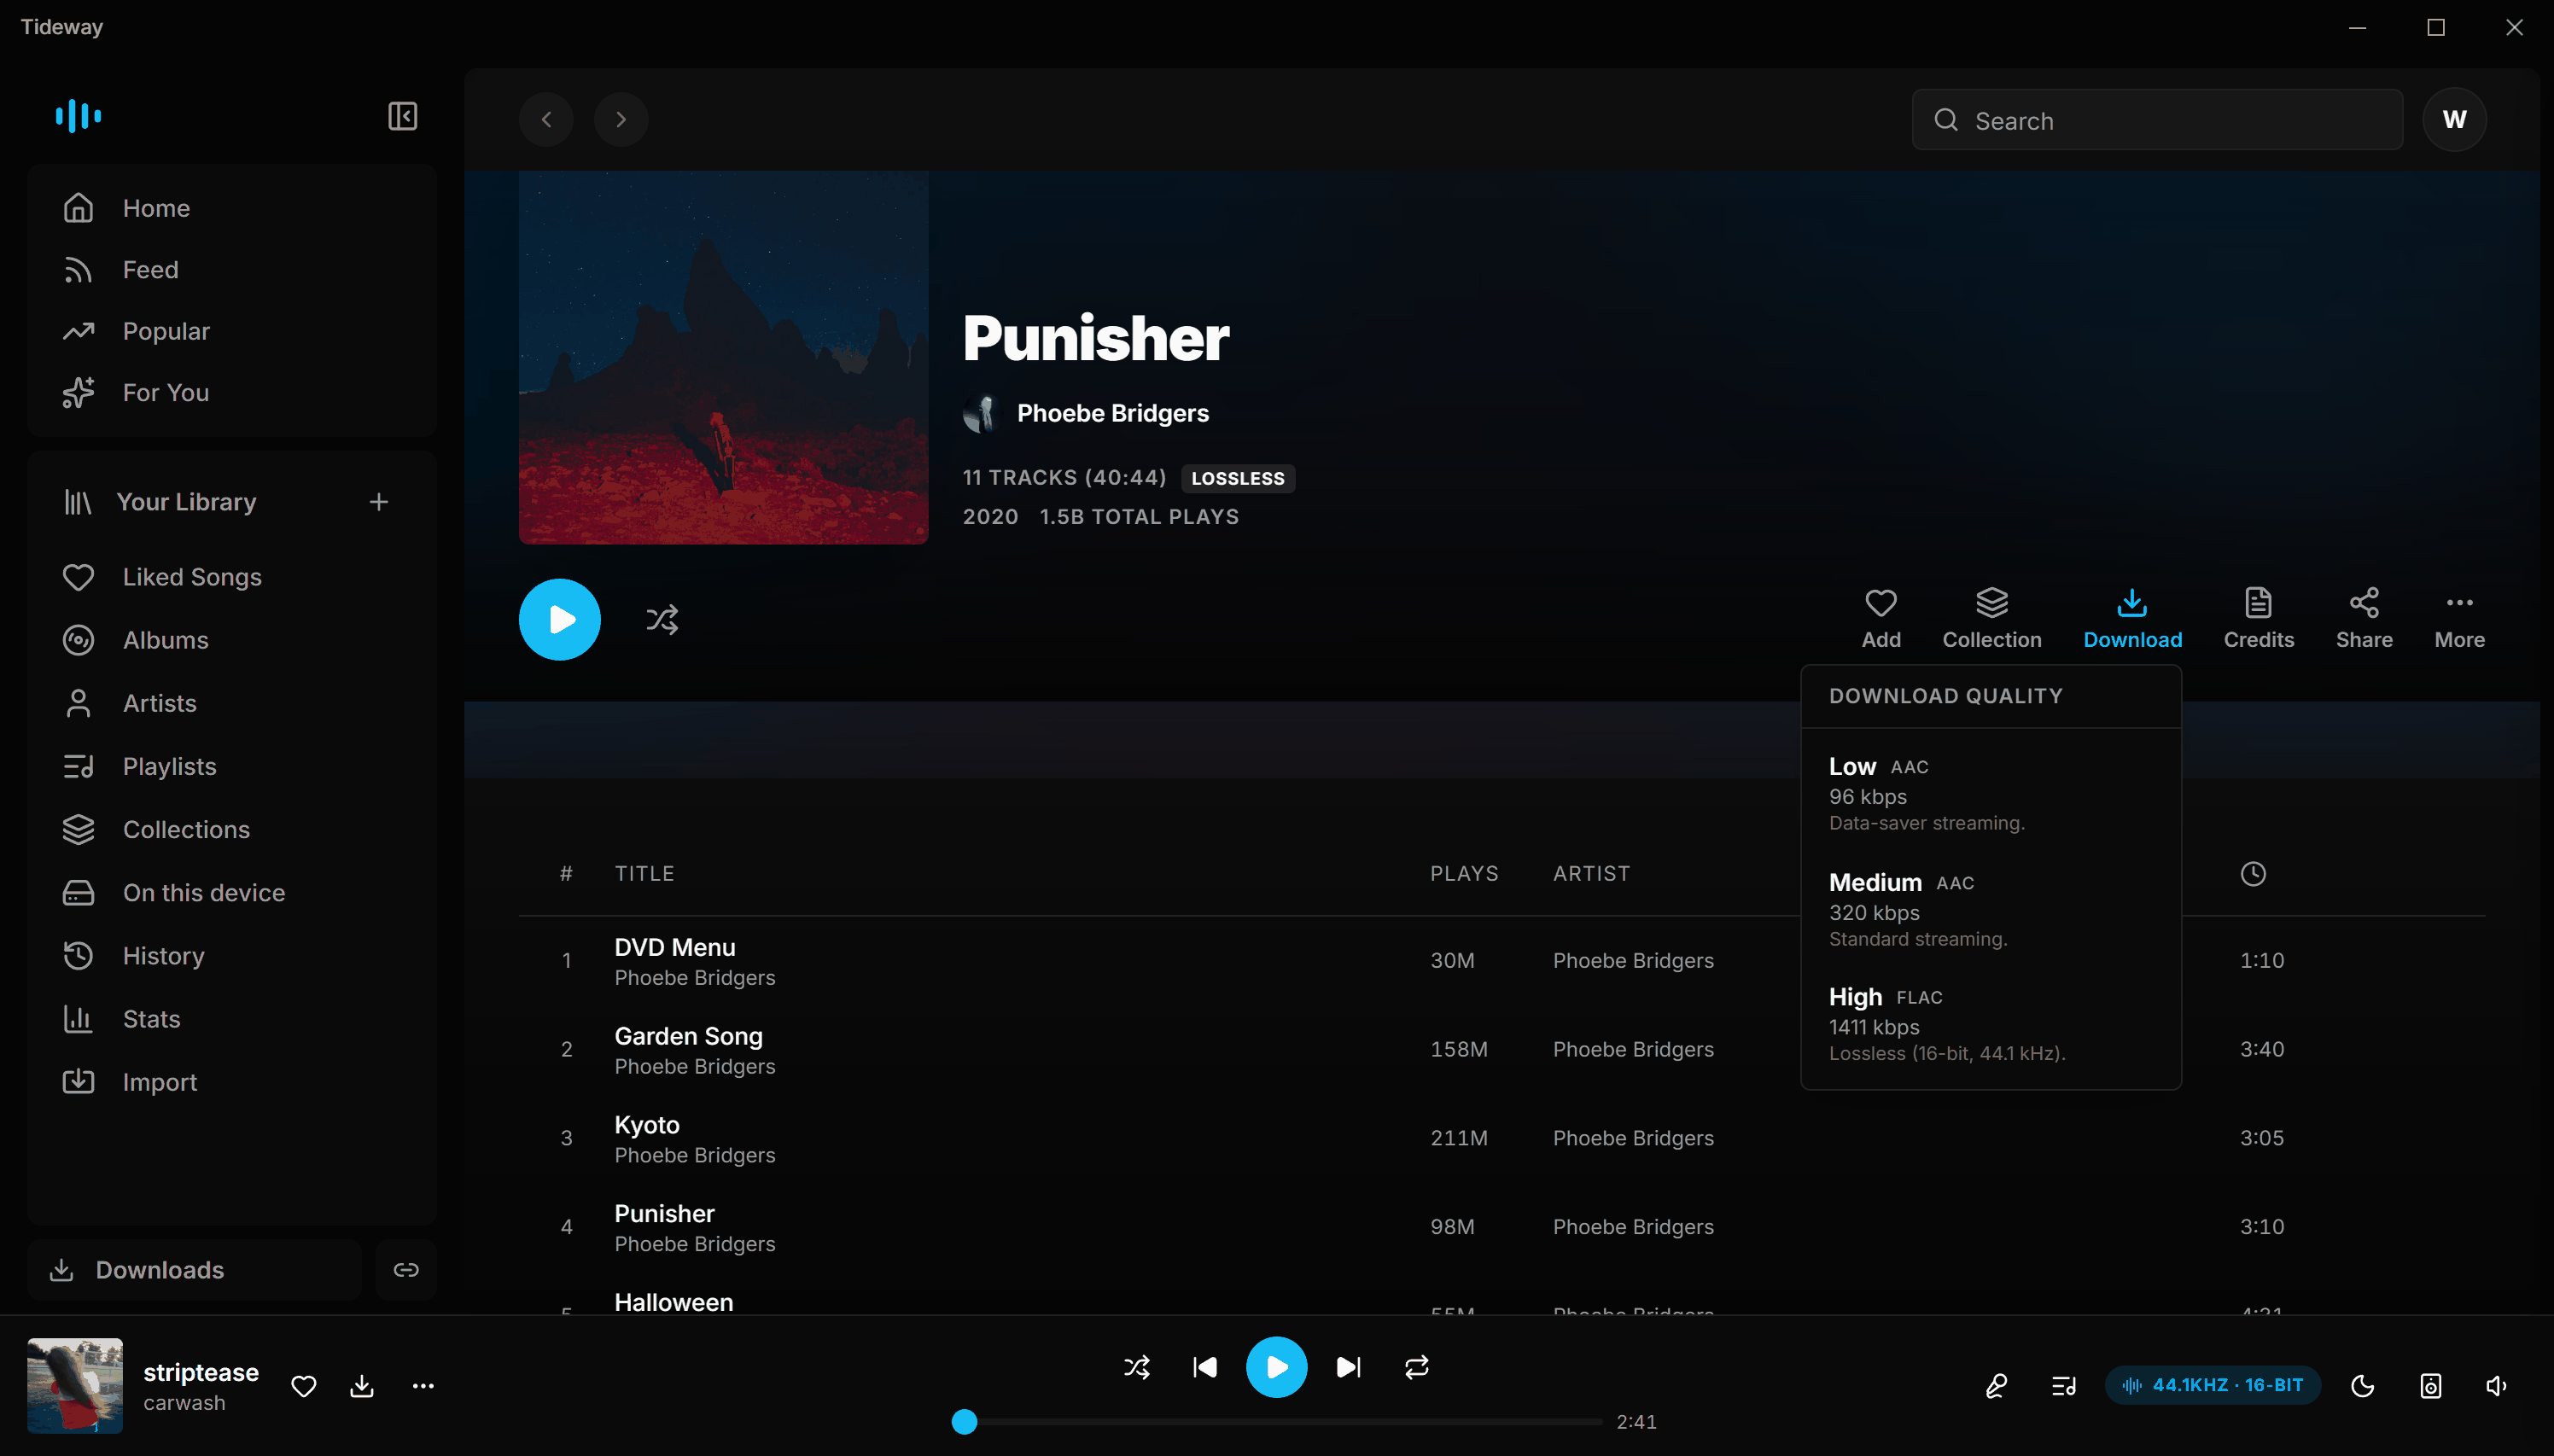 Tideway
Search
W
Home
Feed
Popular
For You
Your Library
Liked Songs
Albums
Artists
Playlists
Collections
On this device
History
Stats
Import
Downloads
Punisher
Phoebe Bridgers
11 TRACKS (40:44) LOSSLESS
2020 1.5B TOTAL PLAYS
Add Collection Download Credits Share More
DOWNLOAD QUALITY
Low AAC
96 kbps
Data-saver streaming.
Medium AAC
320 kbps
Standard streaming.
High FLAC
1411 kbps
Lossless (16-bit, 44.1 kHz).
# TITLE PLAYS ARTIST
1 DVD Menu 30M Phoebe Bridgers 1:10
Phoebe Bridgers
2 Garden Song 158M Phoebe Bridgers 3:40
Phoebe Bridgers
3 Kyoto 211M Phoebe Bridgers 3:05
Phoebe Bridgers
4 Punisher 98M Phoebe Bridgers 3:10
Phoebe Bridgers
5 Halloween 55M Phoebe Bridgers 4:31
striptease
carwash
2:41
44.1KHZ · 16-BIT